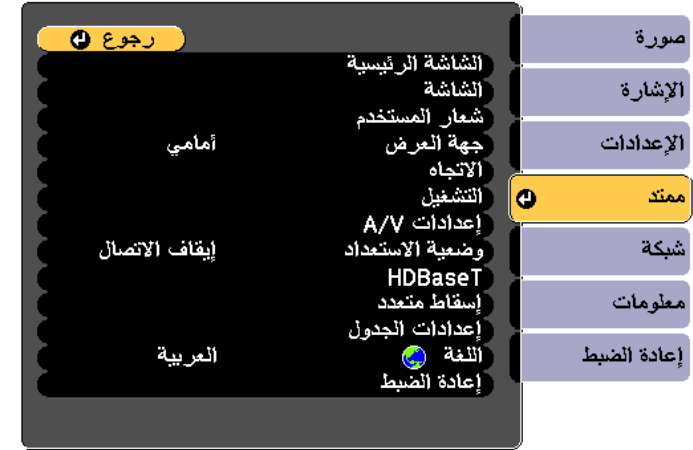 صورة
الإشارة
الإعدادات
ممتد
شبكة
معلومات
إعادة الضبط
رجوع
الشاشة الرئيسية
الشاشة
شعار المستخدم
جهة العرض أمامي
الاتجاه
التشغيل
إعدادات A/V
وضعية الاستعداد إيقاف الاتصال
HDBaseT
إسقاط متعدد
إعدادات الجدول
اللغة العربية
إعادة الضبط